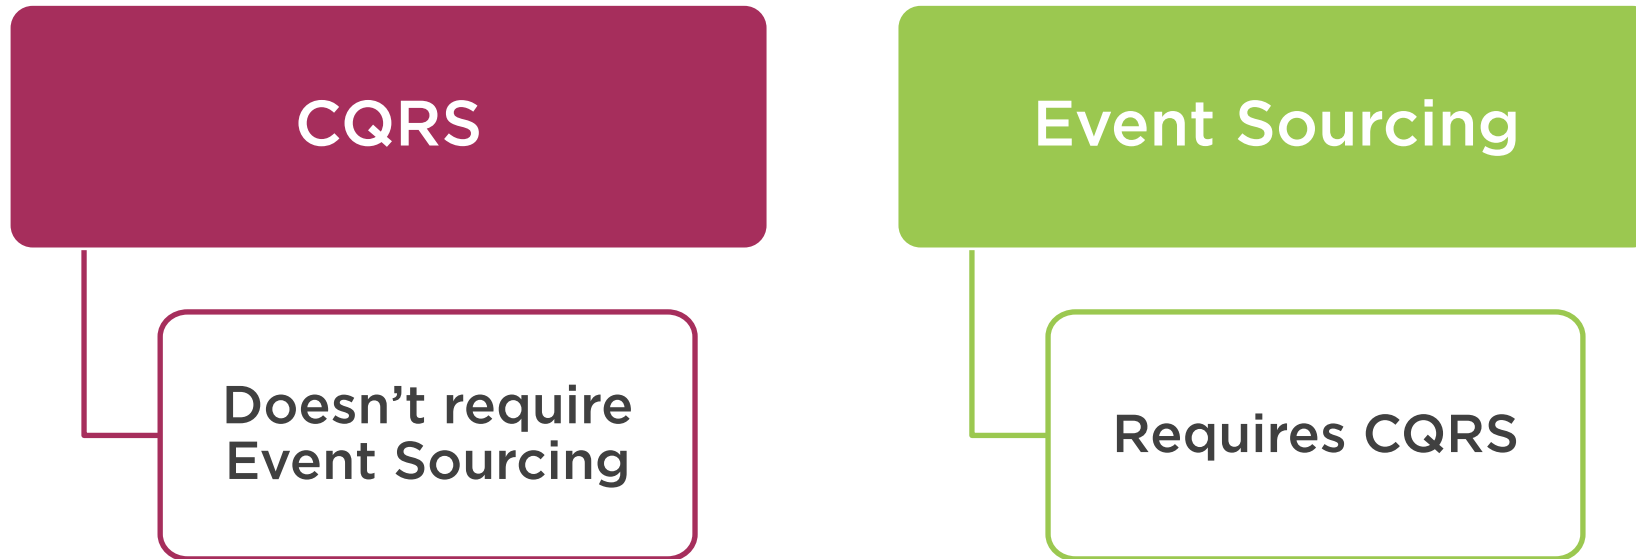 CQRS
Doesn’t require
Event Sourcing
Event Sourcing
Requires CQRS